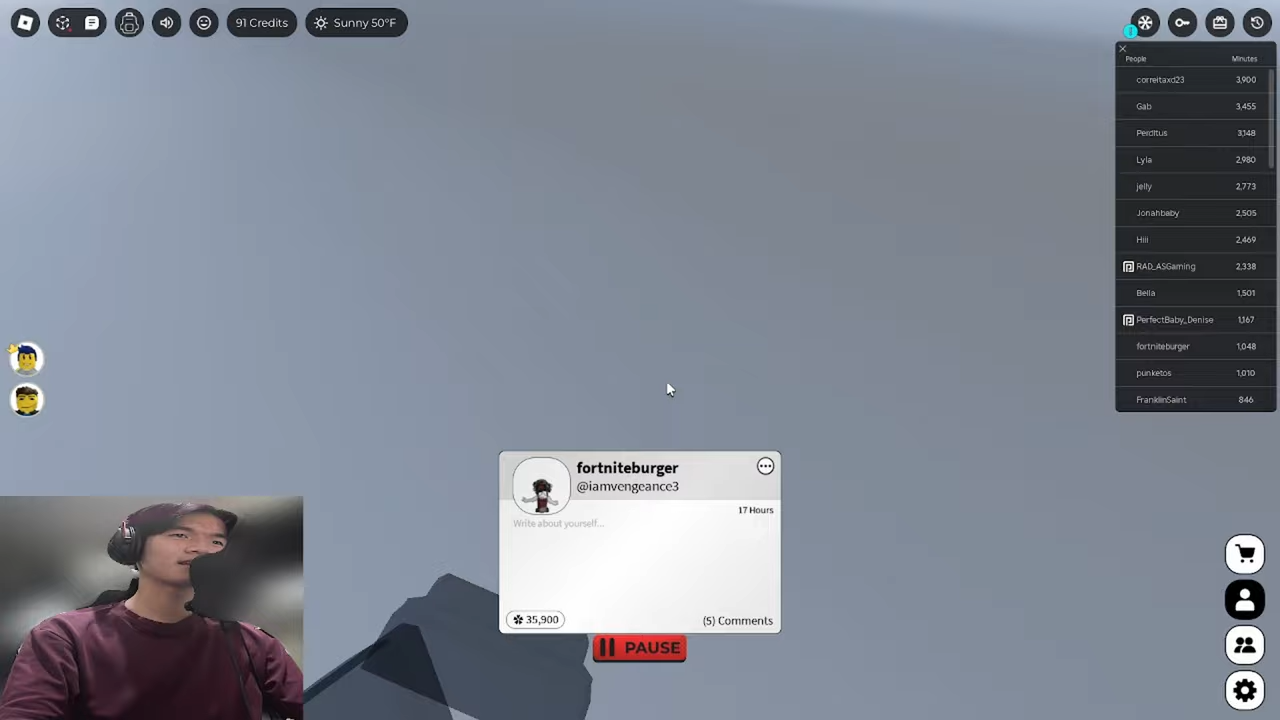 91 Credits
Sunny 50°F
People Minutes
correitaxd23 3,900
Gab 3,455
Perditus 3,148
Lyla 2,980
jelly 2,773
Jonahbaby 2,505
Hiii 2,469
RAD_ASGaming 2,338
Bella 1,501
PerfectBaby_Denise 1,167
fortniteburger 1,048
punketos 1,010
FranklinSaint 846
fortniteburger
@iamvengeance3
17 Hours
Write about yourself...
35,900
(5) Comments
PAUSE